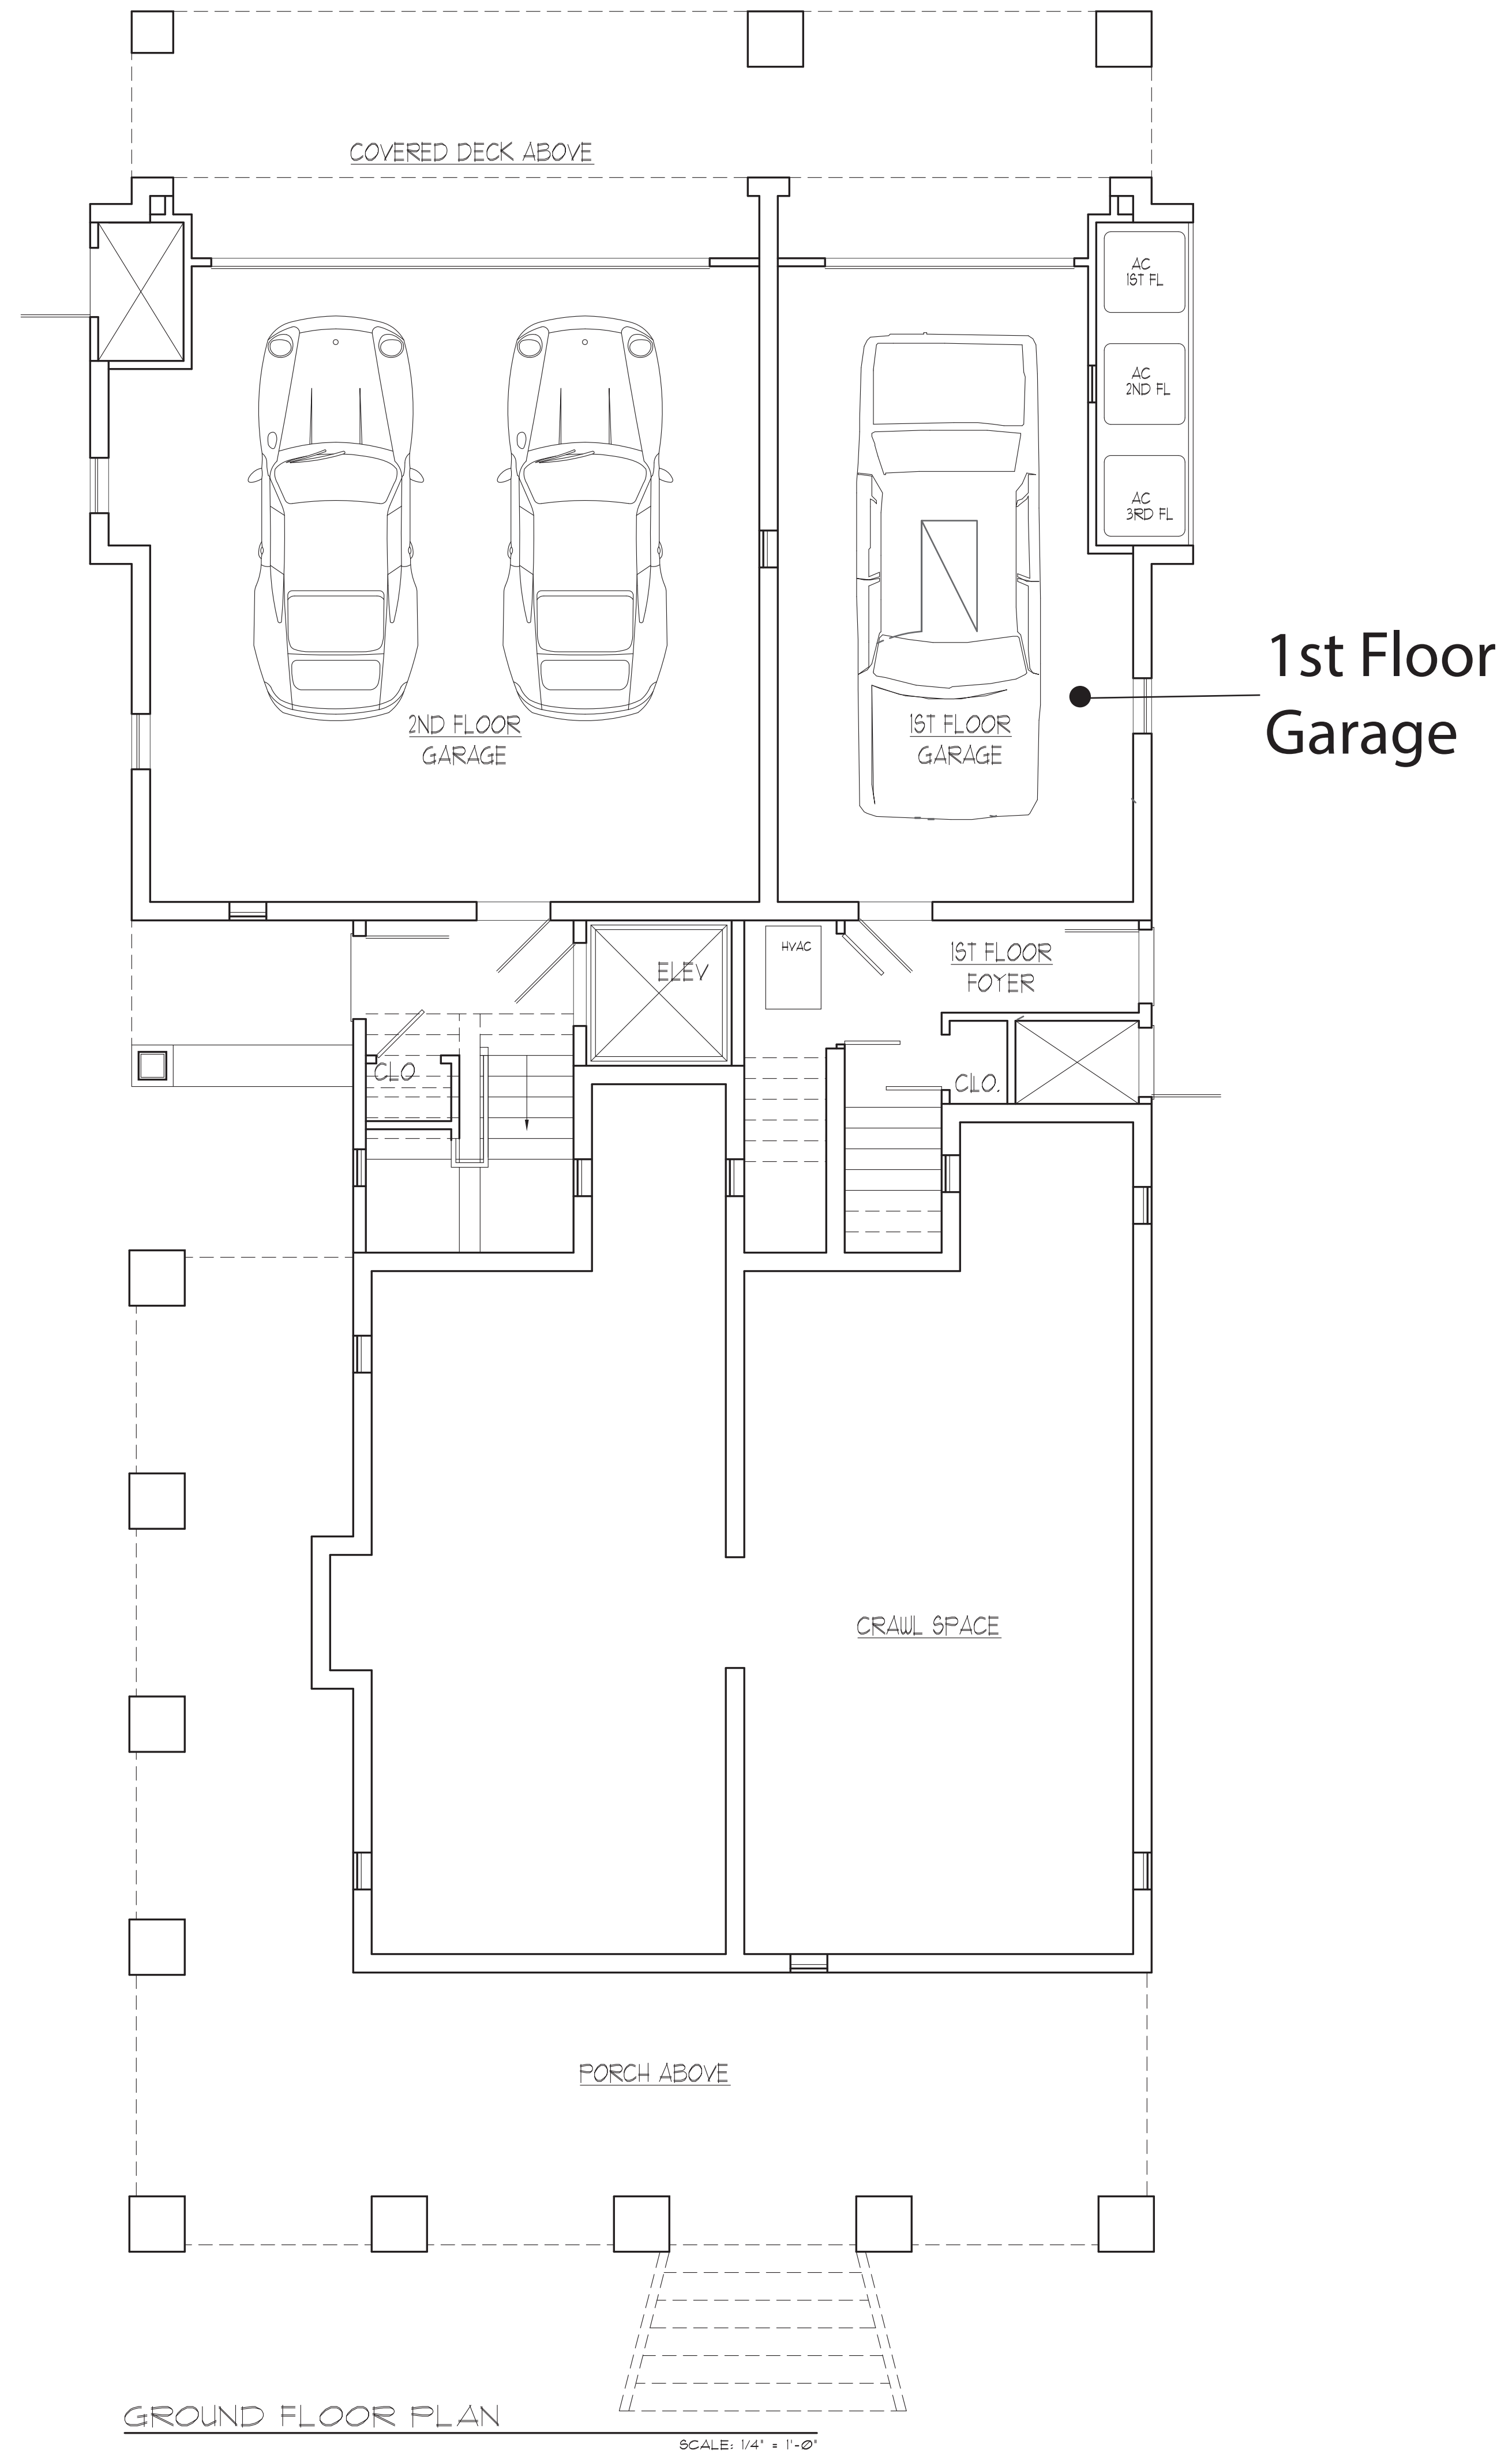 COVERED DECK ABOVE
AC
1ST FL
AC
2ND FL
AC
3RD FL
1st Floor
Garage
2ND FLOOR
GARAGE
1ST FLOOR
GARAGE
HVAC
1ST FLOOR
FOYER
ELEV
CLO
CLO.
CRAWL SPACE
PORCH ABOVE
GROUND FLOOR PLAN
SCALE: 1/4" = 1'-0"